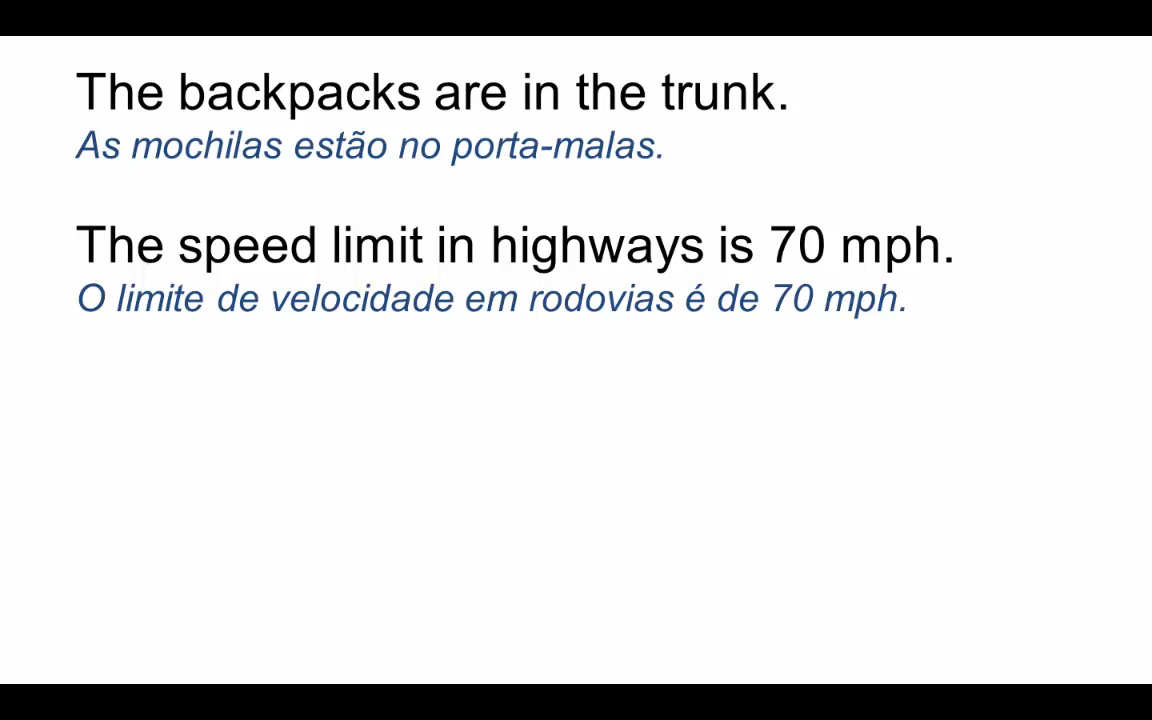 The backpacks are in the trunk.
As mochilas estão no porta-malas.
The speed limit in highways is 70 mph.
O limite de velocidade em rodovias é de 70 mph.